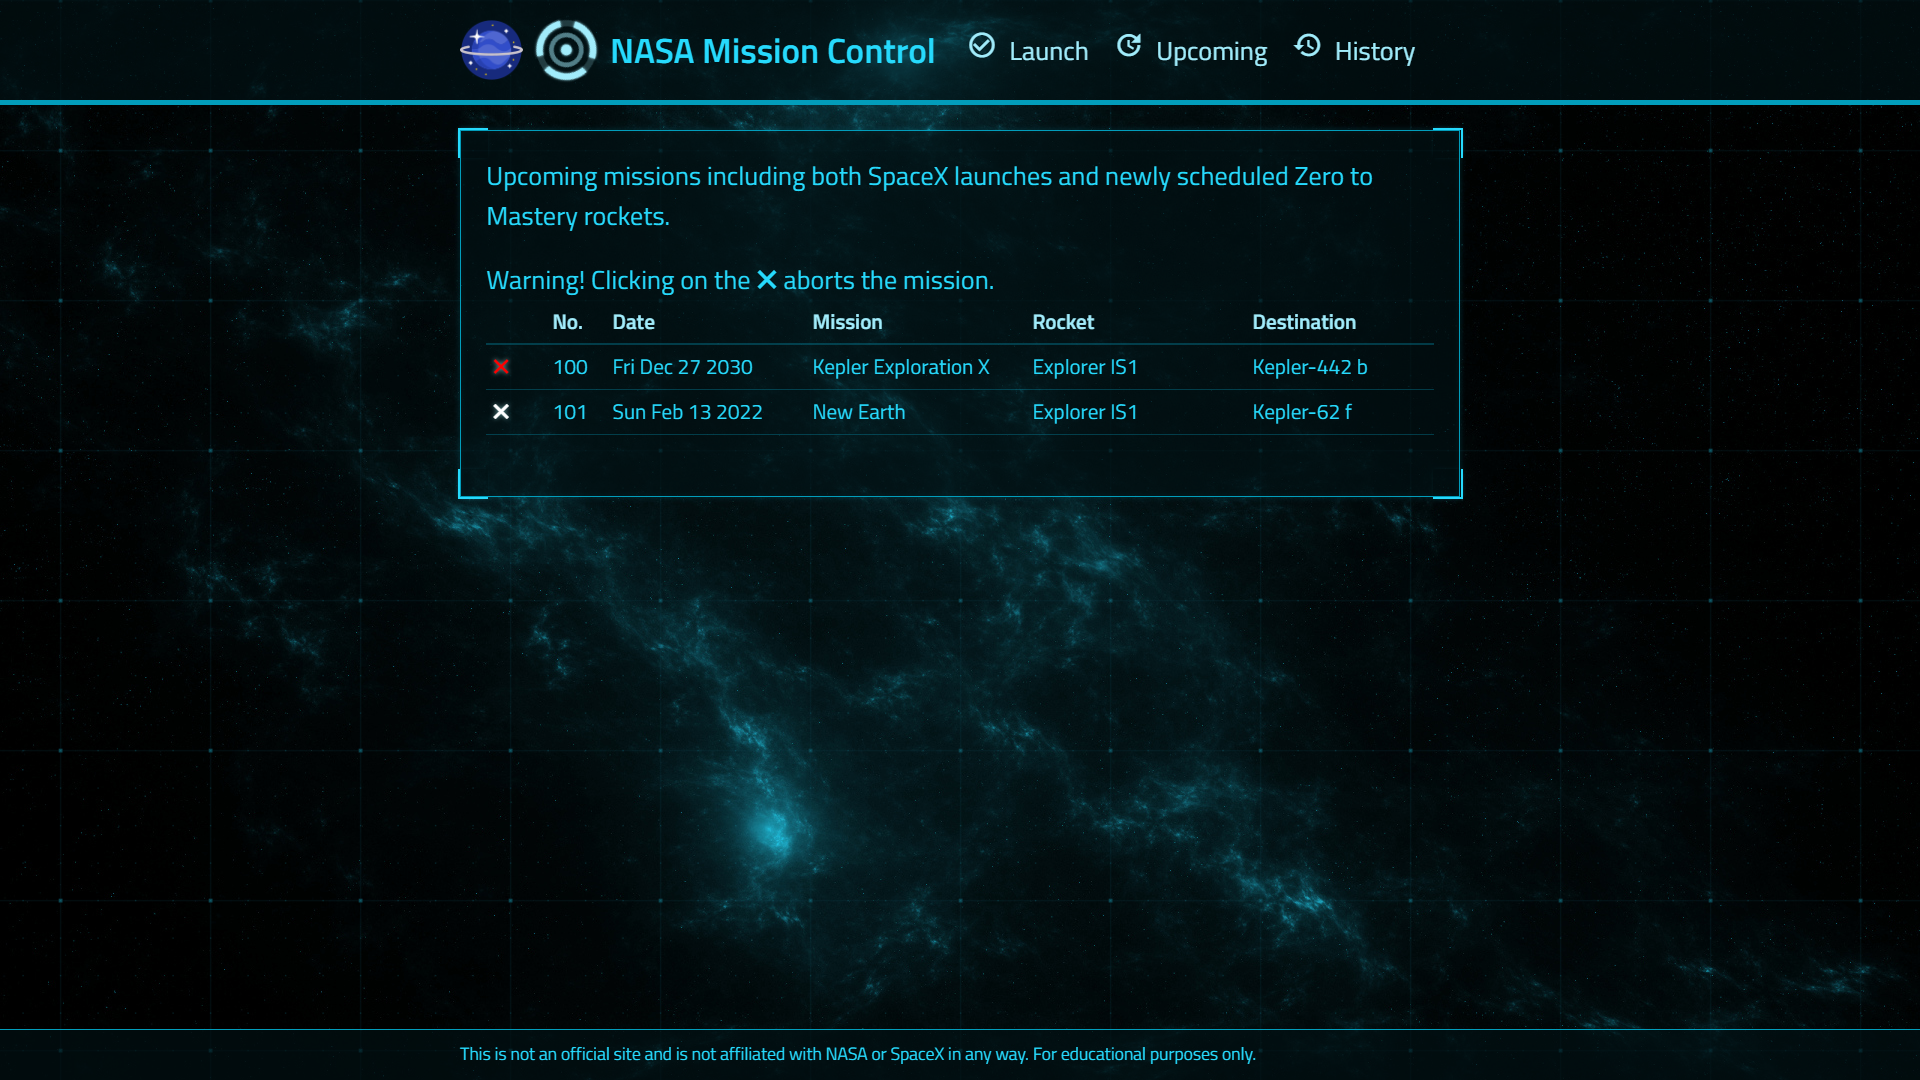 NASA Mission Control Launch Upcoming History
Upcoming missions including both SpaceX launches and newly scheduled Zero to
Mastery rockets.
Warning! Clicking on the ✕ aborts the mission.
No. Date Mission Rocket Destination
✕ 100 Fri Dec 27 2030 Kepler Exploration X Explorer IS1 Kepler-442 b
✕ 101 Sun Feb 13 2022 New Earth Explorer IS1 Kepler-62 f
This is not an official site and is not affiliated with NASA or SpaceX in any way. For educational purposes only.